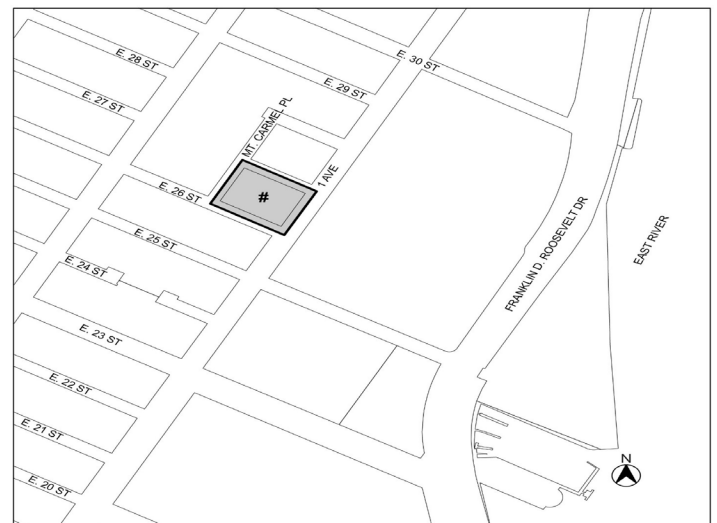 E. 28 ST
E. 30 ST
E. 29 ST
E. 27 ST
MT. CARMEL PL
1 AVE
E. 26 ST
#
E. 25 ST
E. 24 ST
FRANKLIN D. ROOSEVELT DR
EAST RIVER
E. 23 ST
E. 22 ST
E. 21 ST
E. 20 ST
N